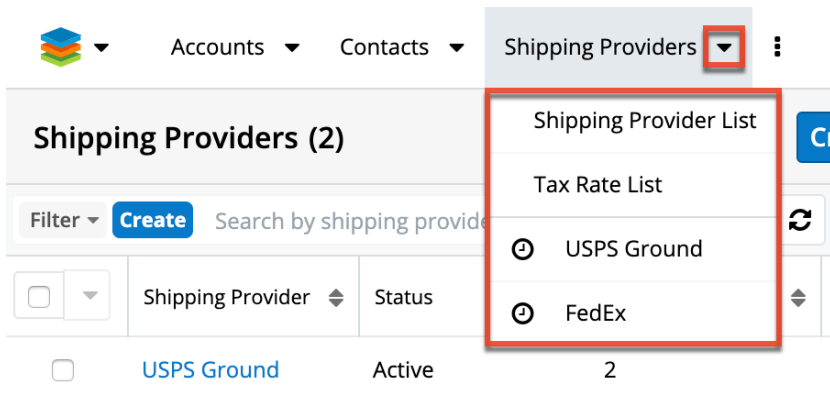 Accounts Contacts Shipping Providers
Shipping Providers (2)
Shipping Provider List
Tax Rate List
USPS Ground
FedEx
Filter Create Search by shipping provide
Shipping Provider Status
USPS Ground Active 2